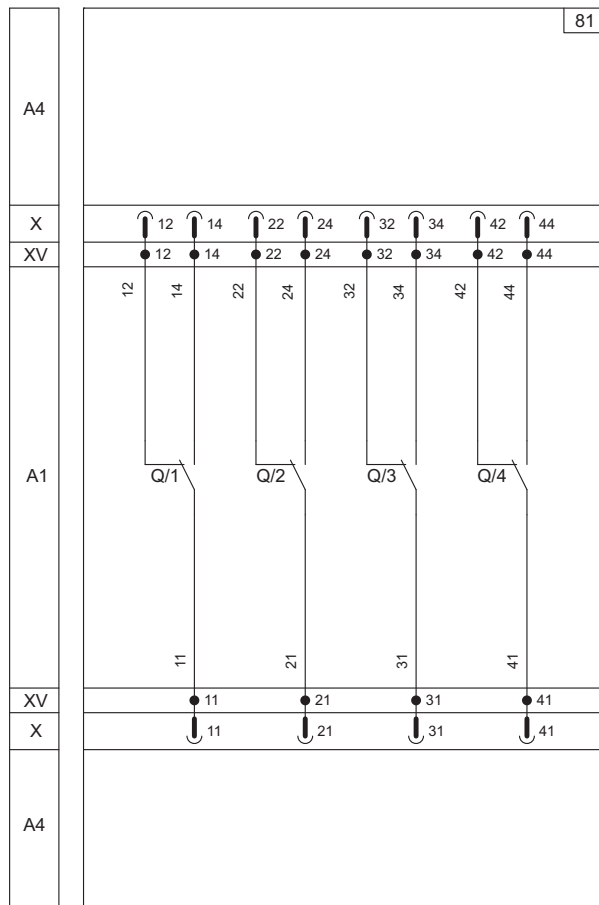 81
A4
X 12 14 22 24 32 34 42 44
XV 12 14 22 24 32 34 42 44
12 14 22 24 32 34 42 44
A1 Q/1 Q/2 Q/3 Q/4
11 21 31 41
XV 11 21 31 41
X 11 21 31 41
A4